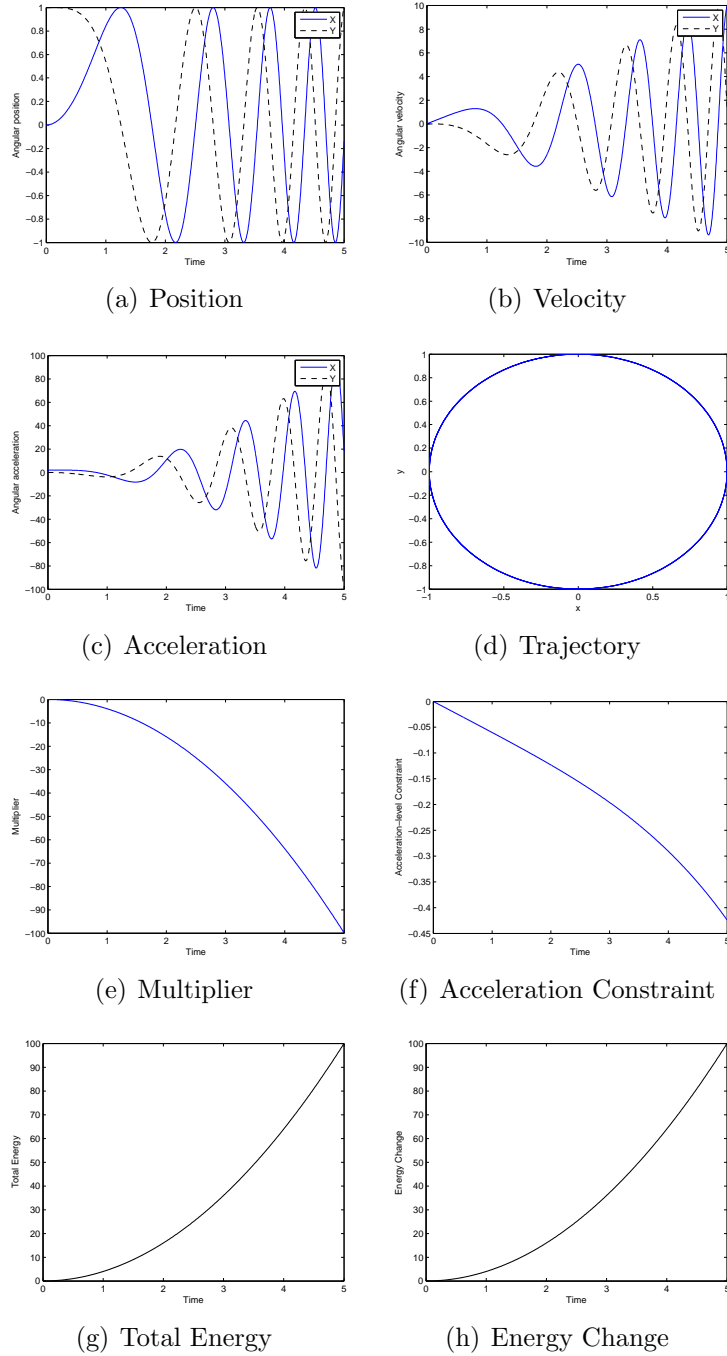 1
0.8
0.6
0.4
0.2
0
−0.2
−0.4
−0.6
−0.8
−1
Angular position
0 1 2 3 4 5
Time
X
Y
(a) Position
10
8
6
4
2
0
−2
−4
−6
−8
−10
Angular velocity
0 1 2 3 4 5
Time
X
Y
(b) Velocity
100
80
60
40
20
0
−20
−40
−60
−80
−100
Angular acceleration
0 1 2 3 4 5
Time
X
Y
(c) Acceleration
1
0.8
0.6
0.4
0.2
0
−0.2
−0.4
−0.6
−0.8
−1
y
−1 −0.5 0 0.5 1
x
(d) Trajectory
0
−10
−20
−30
−40
−50
−60
−70
−80
−90
−100
Multiplier
0 1 2 3 4 5
Time
(e) Multiplier
0
−0.05
−0.1
−0.15
−0.2
−0.25
−0.3
−0.35
−0.4
−0.45
Acceleration−level Constraint
0 1 2 3 4 5
Time
(f) Acceleration Constraint
100
90
80
70
60
50
40
30
20
10
0
Total Energy
0 1 2 3 4 5
Time
(g) Total Energy
100
90
80
70
60
50
40
30
20
10
0
Energy Change
0 1 2 3 4 5
Time
(h) Energy Change